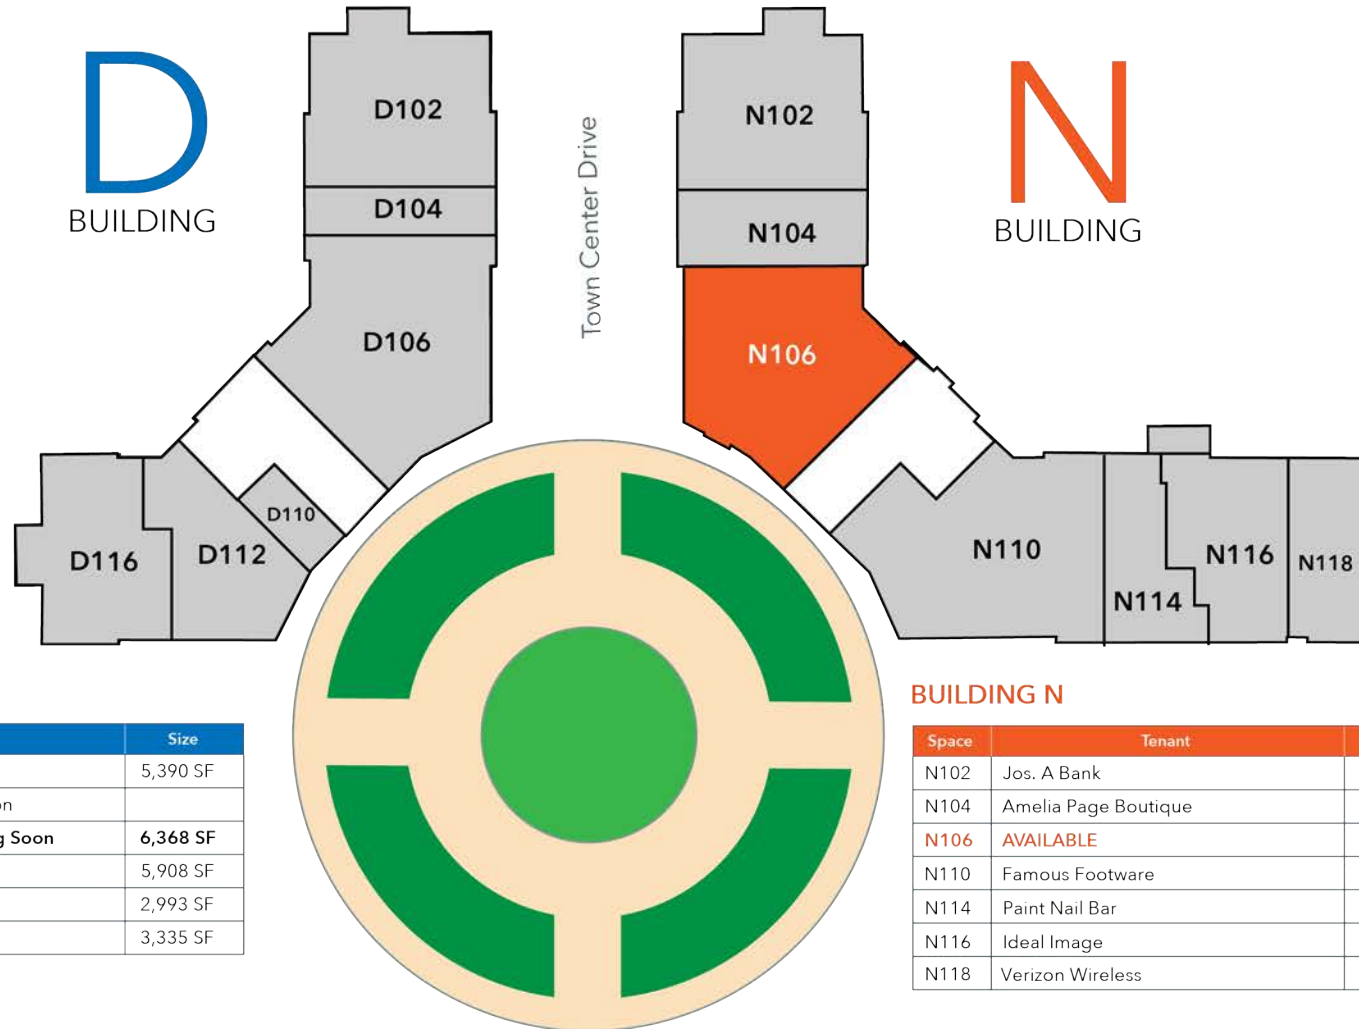 D
BUILDING
D102
D104
D106
D110
D112
D116
Town Center Drive
N
BUILDING
N102
N104
N106
N110
N114
N116
N118
Size
5,390 SF
Soon 6,368 SF
5,908 SF
2,993 SF
3,335 SF
BUILDING N
Space Tenant
N102 Jos. A Bank
N104 Amelia Page Boutique
N106 AVAILABLE
N110 Famous Footware
N114 Paint Nail Bar
N116 Ideal Image
N118 Verizon Wireless